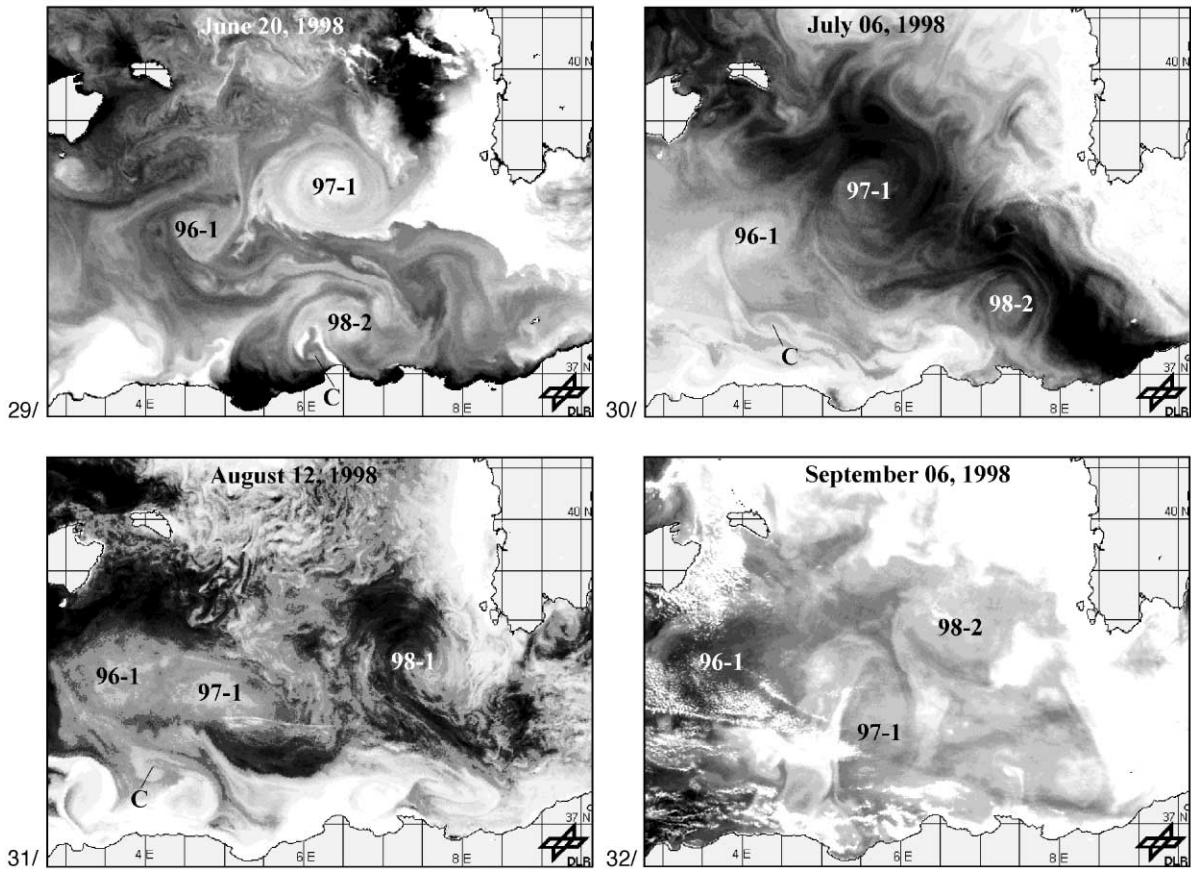 June 20, 1998
40 N
97-1
96-1
98-2
C
37 N
4 E
6 E
8 E
DLR
29/
July 06, 1998
40 N
97-1
96-1
98-2
C
37 N
4 E
6 E
8 E
DLR
30/
August 12, 1998
40 N
96-1
97-1
98-1
C
37 N
4 E
6 E
8 E
DLR
31/
September 06, 1998
40 N
98-2
96-1
97-1
37 N
4 E
6 E
8 E
DLR
32/